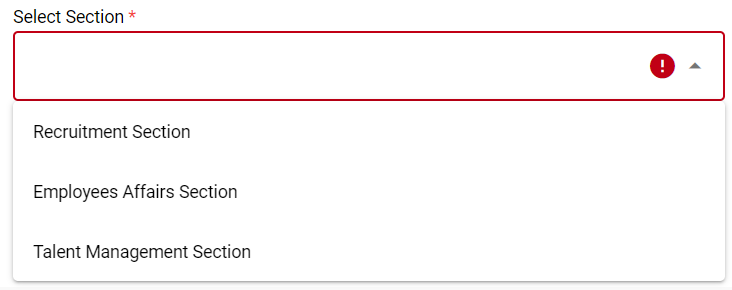 Select Section *
Recruitment Section
Employees Affairs Section
Talent Management Section